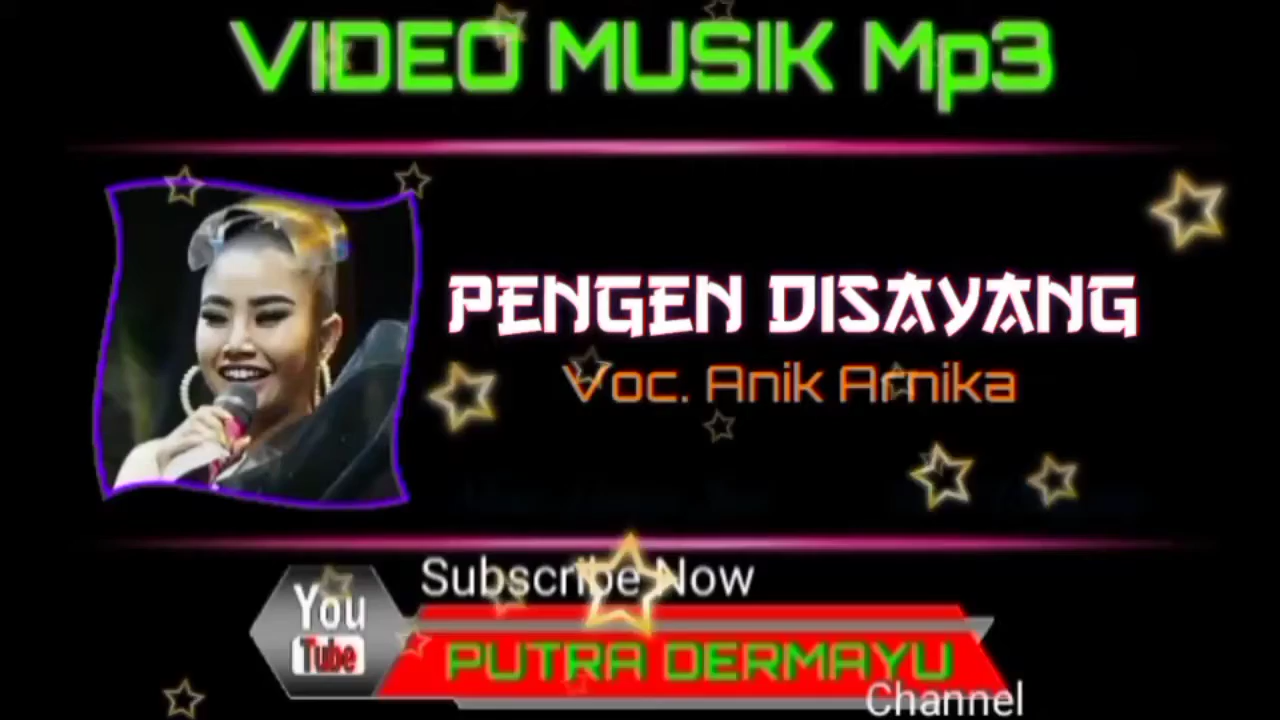 VIDEO MUSIK Mp3
PENGEN DISAYANG
Voc. Anik Arnika
Subscribe Now
You
Tube
PUTRA DERMAYU
Channel